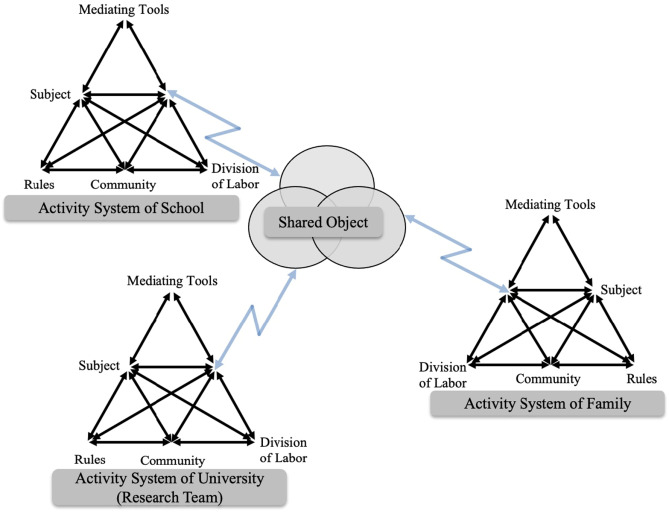 Mediating Tools
Subject
Rules
Community
Division
of Labor
Activity System of School
Shared Object
Mediating Tools
Subject
Division
of Labor
Community
Rules
Activity System of Family
Mediating Tools
Subject
Rules
Community
Division
of Labor
Activity System of University
(Research Team)